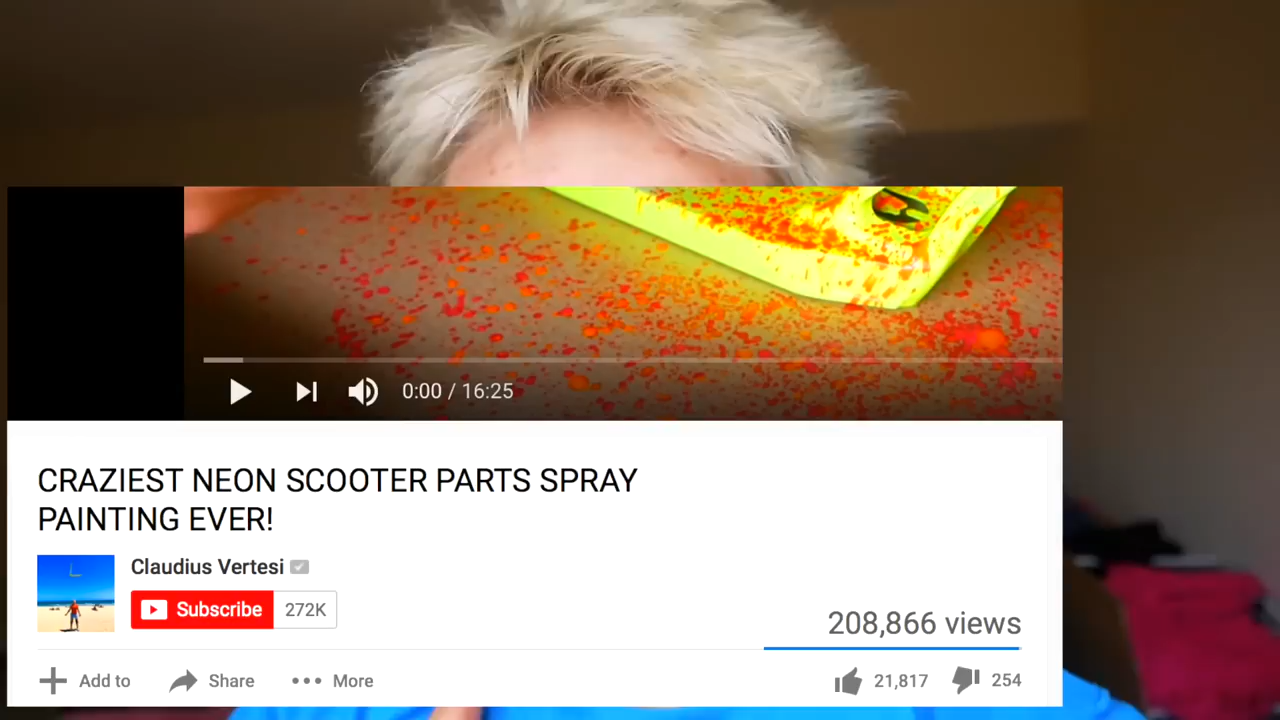 0:00 / 16:25
CRAZIEST NEON SCOOTER PARTS SPRAY
PAINTING EVER!
Claudius Vertesi
Subscribe 272K
208,866 views
Add to Share More 21,817 254